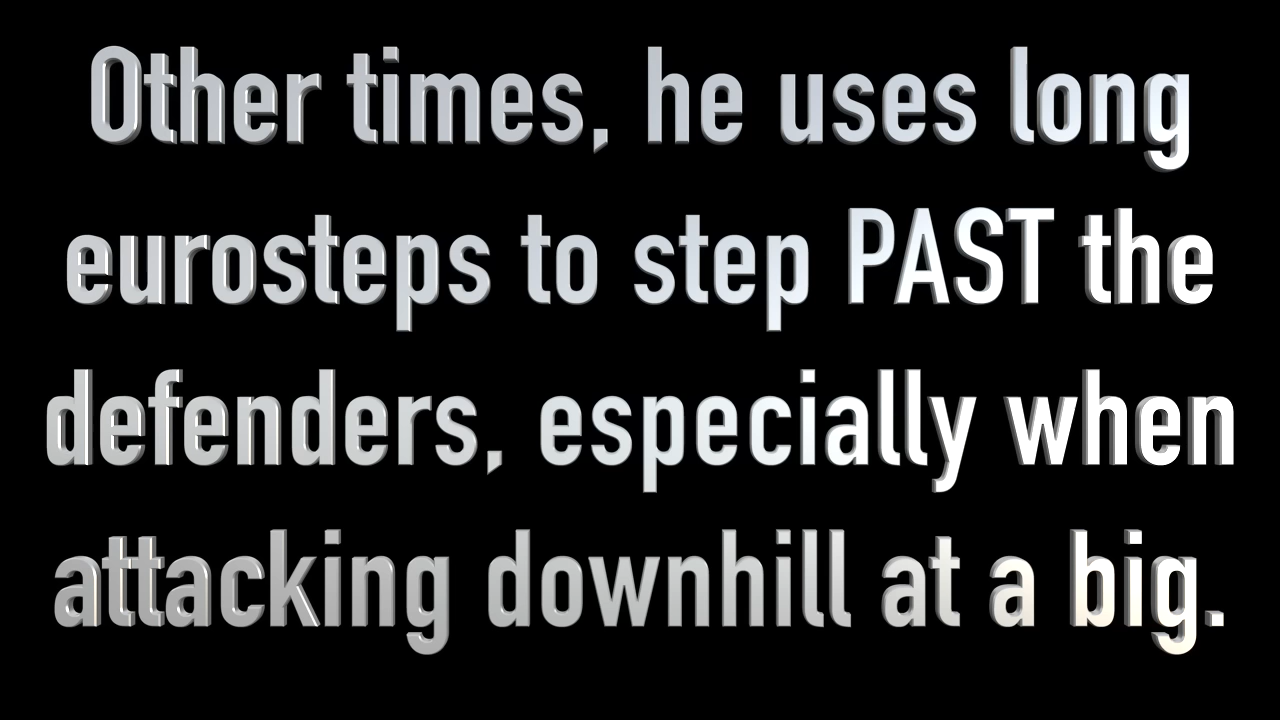 Other times, he uses long
eurosteps to step PAST the
defenders, especially when
attacking downhill at a big.